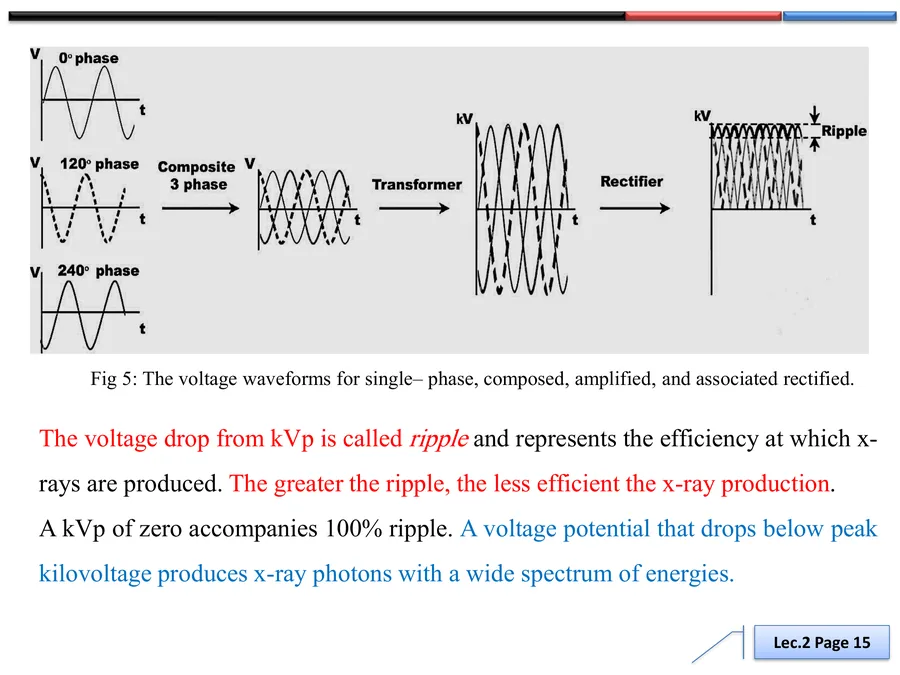 V
0° phase
t
V
120° phase
t
V
240° phase
t
Composite
3 phase
V
t
Transformer
kV
t
Rectifier
kV
Ripple
t
Fig 5: The voltage waveforms for single– phase, composed, amplified, and associated rectified.
The voltage drop from kVp is called ripple and represents the efficiency at which x-
rays are produced. The greater the ripple, the less efficient the x-ray production.
A kVp of zero accompanies 100% ripple. A voltage potential that drops below peak
kilovoltage produces x-ray photons with a wide spectrum of energies.
Lec.2 Page 15